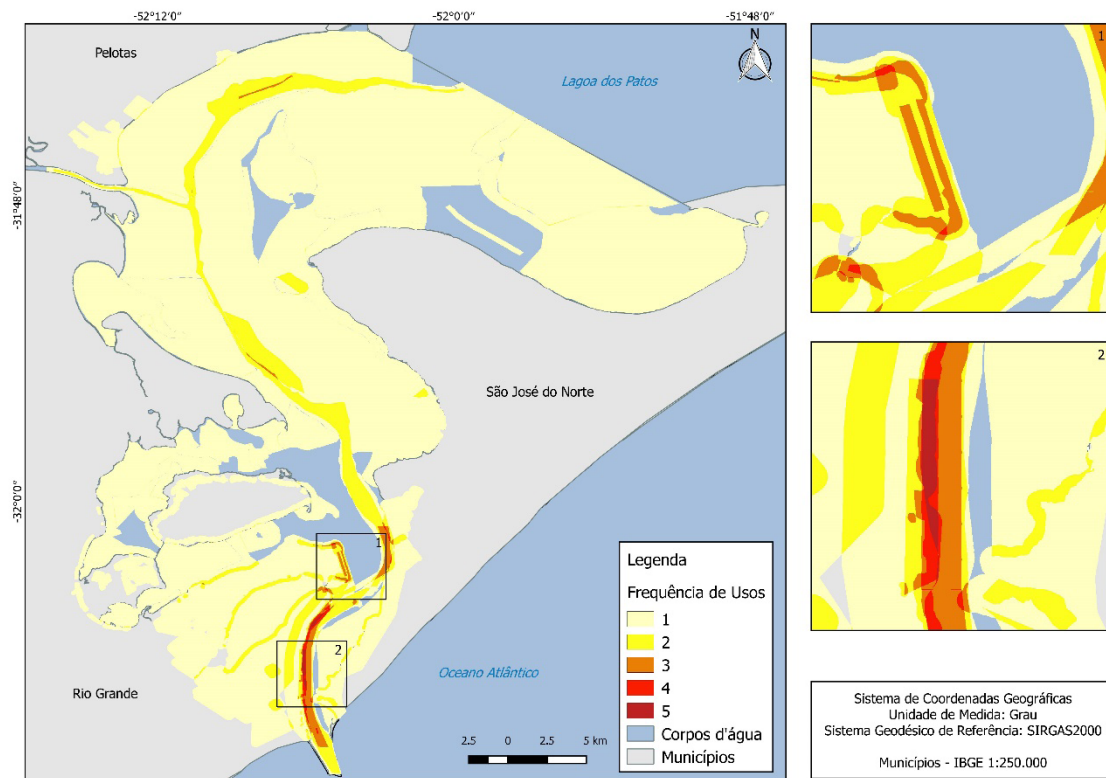 -52°12'0"
-52°0'0"
-51°48'0"
Pelotas
N
Lagoa dos Patos
1
-31°48'0"
São José do Norte
-32°0'0"
1
2
2
Rio Grande
Oceano Atlântico
Legenda
Frequência de Usos
1
2
3
4
5
Corpos d'água
Municípios
2.5 0 2.5 5 km
Sistema de Coordenadas Geográficas
Unidade de Medida: Grau
Sistema Geodésico de Referência: SIRGAS2000
Municípios - IBGE 1:250.000